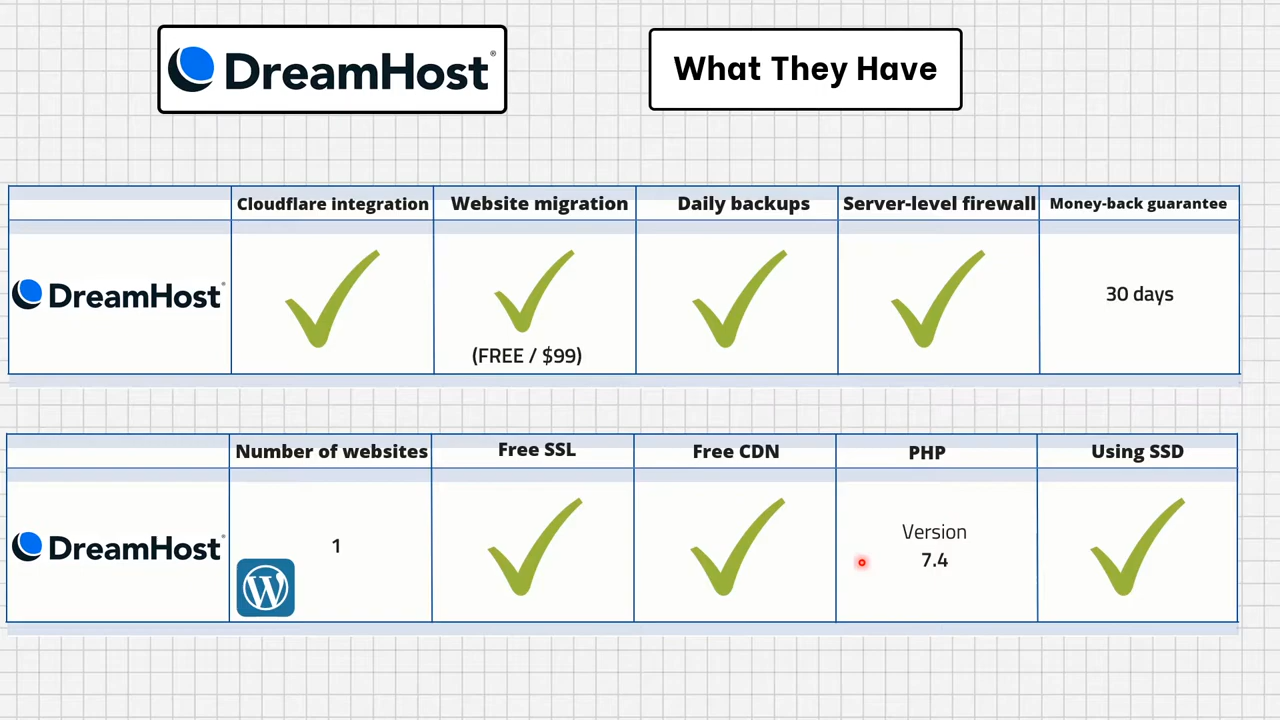 DreamHost®
What They Have
Cloudflare integration
Website migration
Daily backups
Server-level firewall
Money-back guarantee
DreamHost®
(FREE / $99)
30 days
Number of websites
Free SSL
Free CDN
PHP
Using SSD
DreamHost®
1
Version
7.4